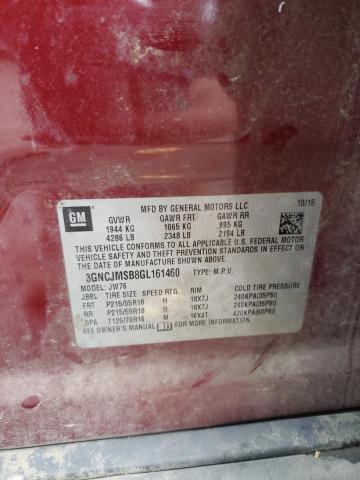 GM
MFD BY GENERAL MOTORS LLC 10/15
GVWR GAWR FRT GAWR RR
1944 KG 1065 KG 995 KG
4286 LB 2348 LB 2194 LB
THIS VEHICLE CONFORMS TO ALL APPLICABLE U.S. FEDERAL MOTOR
VEHICLE SAFETY, BUMPER, AND THEFT PREVENTION STANDARDS
IN EFFECT ON THE DATE OF MANUFACTURE SHOWN ABOVE.
3GNCJMSB8GL161460 TYPE: M.P.V.
MODEL: JW76
JBBL TIRE SIZE SPEED RTG RIM COLD TIRE PRESSURE
FRT P215/55R18 H 18X7J 240KPA(35PSI)
RR P215/55R18 H 18X7J 240KPA(35PSI)
SPA T125/70R16 M 16X4T 420KPA(60PSI)
SEE OWNER'S MANUAL FOR MORE INFORMATION